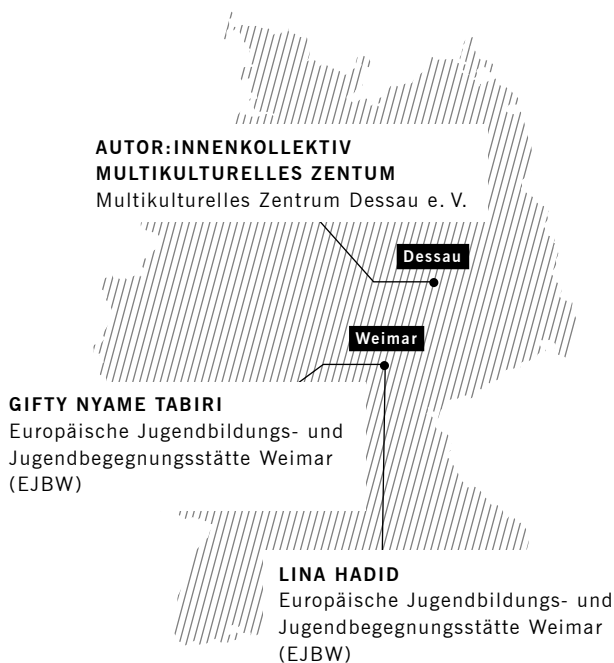 AUTOR:INNENKOLLEKTIV
MULTIKULTURELLES ZENTUM
Multikulturelles Zentrum Dessau e. V.
Dessau
Weimar
GIFTY NYAME TABIRI
Europäische Jugendbildungs- und
Jugendbegegnungsstätte Weimar
(EJBW)
LINA HADID
Europäische Jugendbildungs- und
Jugendbegegnungsstätte Weimar
(EJBW)